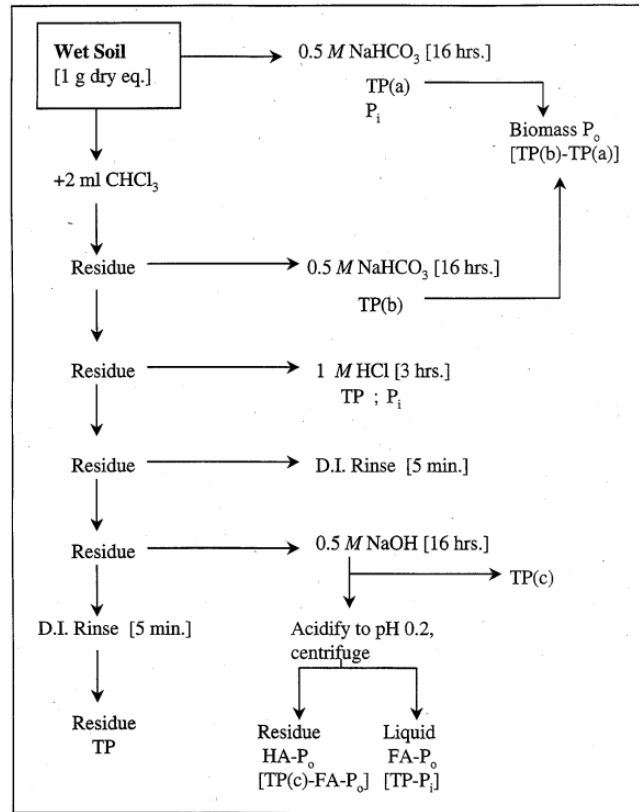 Wet Soil
[1 g dry eq.]
0.5 M NaHCO₃ [16 hrs.]
TP(a)
Pᵢ
Biomass Pₒ
[TP(b)-TP(a)]
+2 ml CHCl₃
Residue
0.5 M NaHCO₃ [16 hrs.]
TP(b)
Residue
1 M HCl [3 hrs.]
TP ; Pᵢ
Residue
D.I. Rinse [5 min.]
Residue
0.5 M NaOH [16 hrs.]
TP(c)
D.I. Rinse [5 min.]
Acidify to pH 0.2,
centrifuge
Residue
TP
Residue
HA-Pₒ
[TP(c)-FA-Pₒ]
Liquid
FA-Pₒ
[TP-Pᵢ]